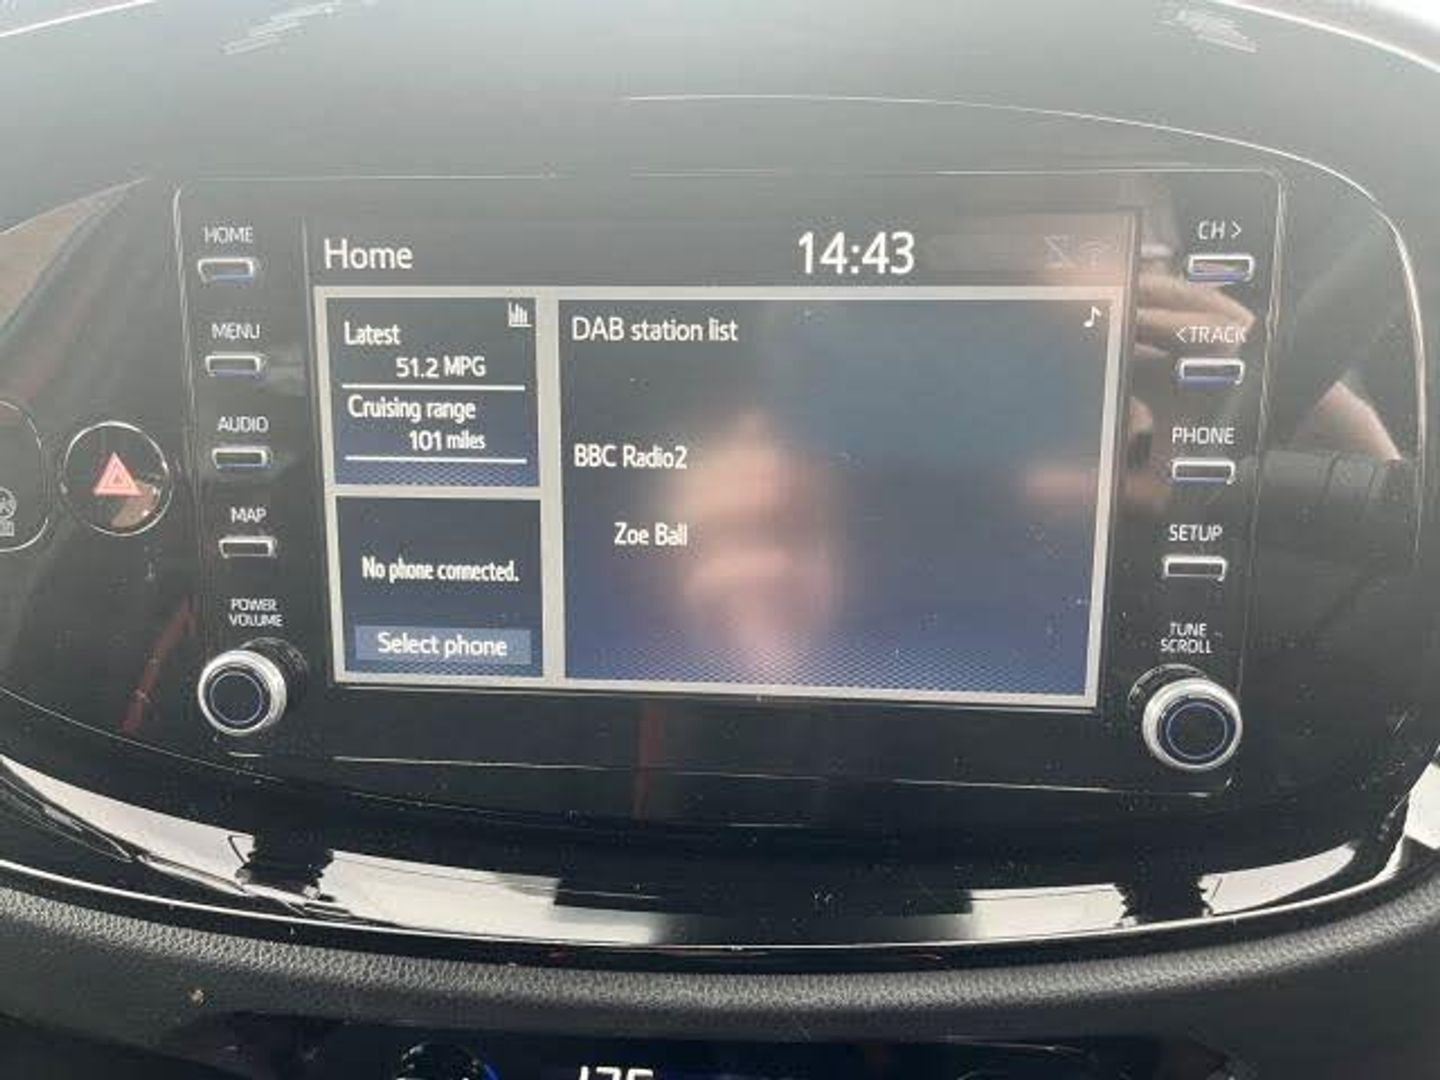 HOME
MENU
AUDIO
MAP
POWER
VOLUME
Home
14:43
Latest
51.2 MPG
Cruising range
101 miles
No phone connected.
Select phone
DAB station list
BBC Radio2
Zoe Ball
CH >
< TRACK
PHONE
SETUP
TUNE
SCROLL